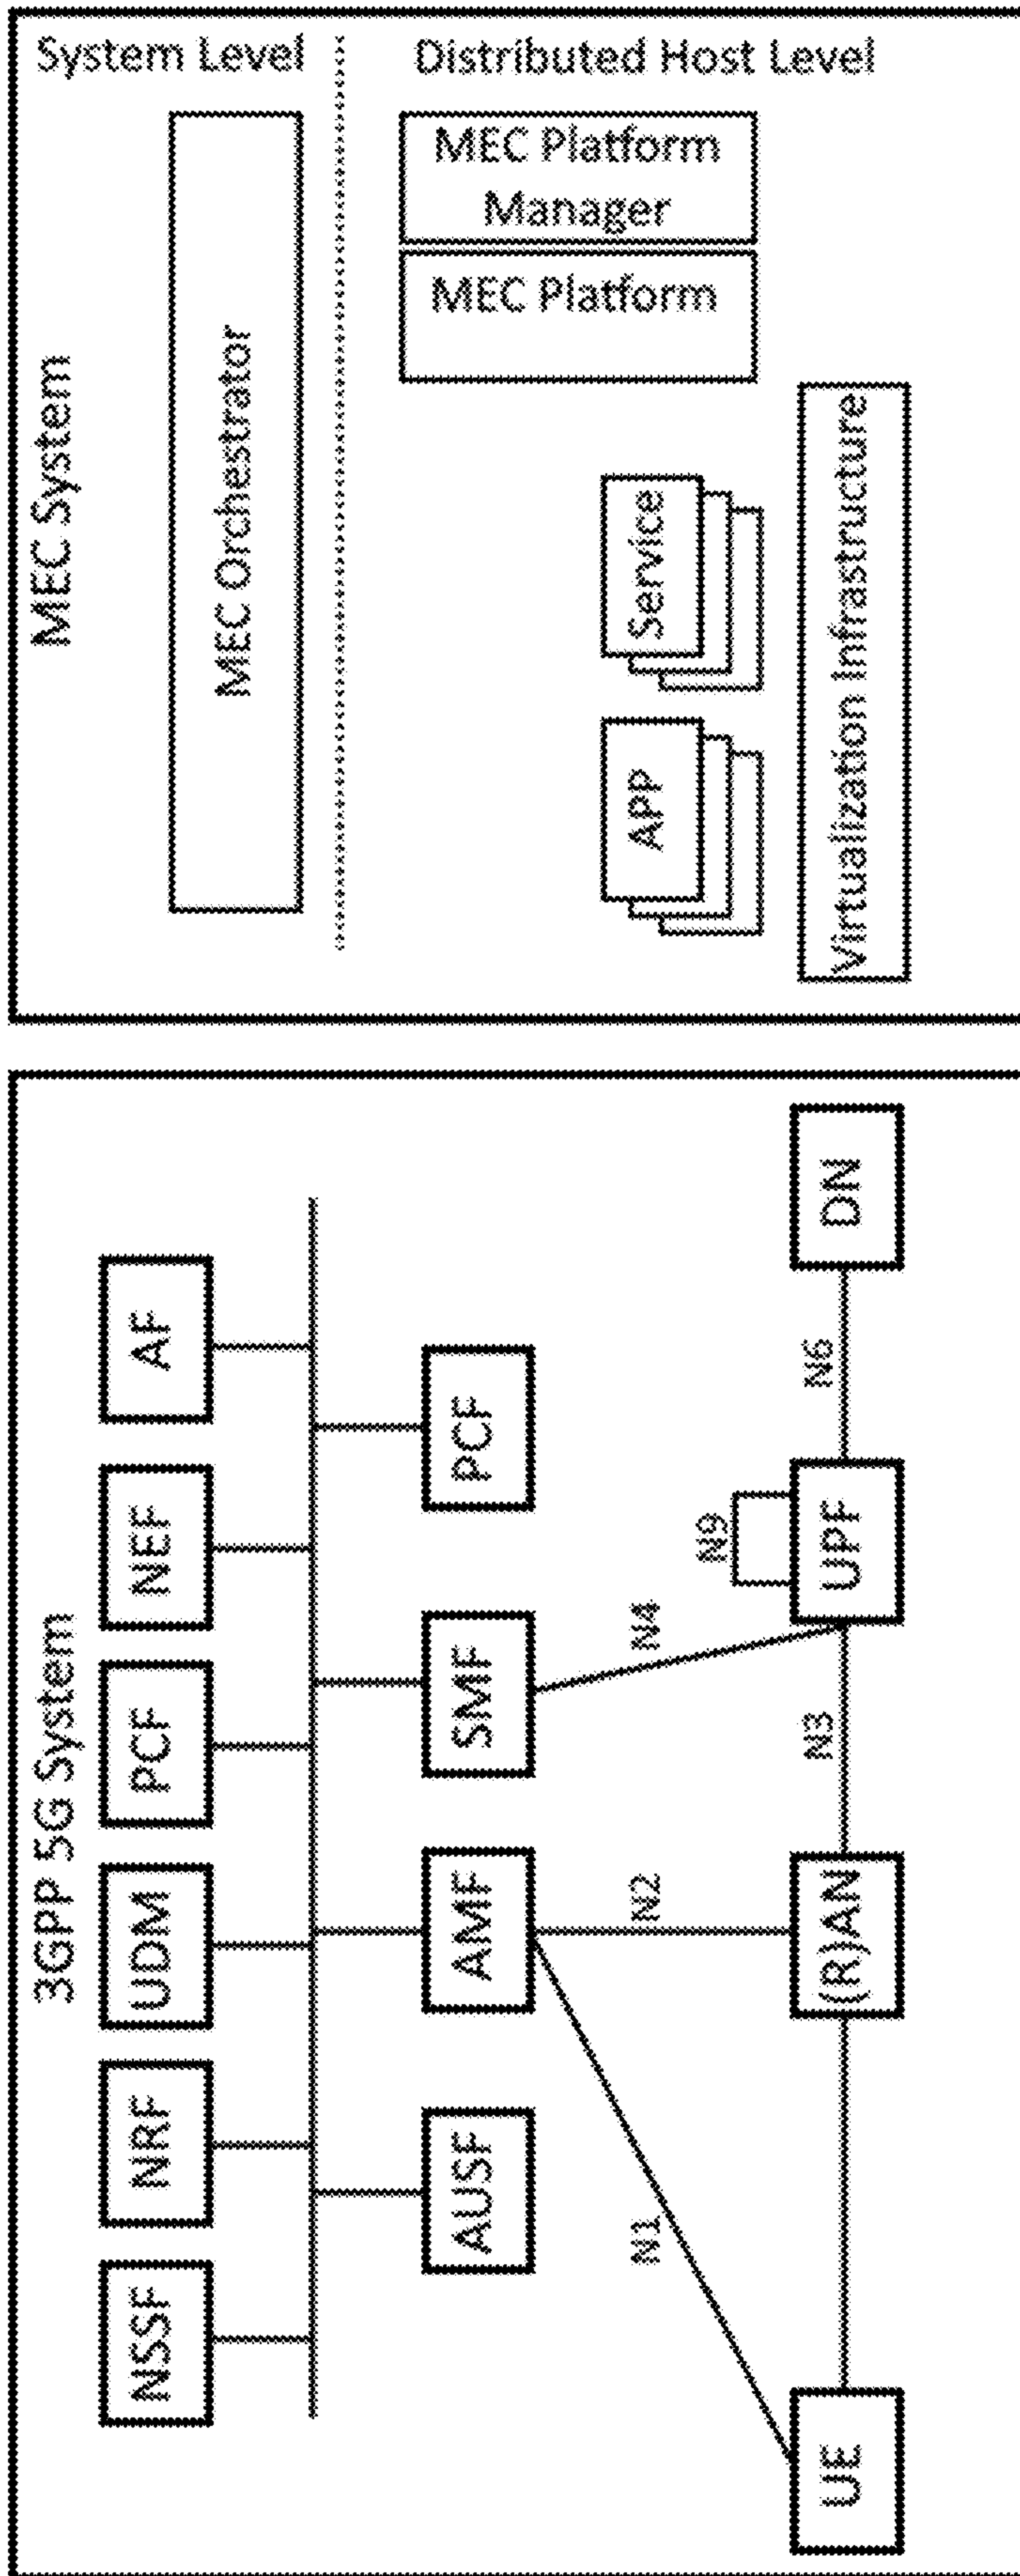 3GPP 5G System
NSSF
NRF
UDM
PCF
NEF
AF
AUSF
AMF
SMF
PCF
N1
N2
N4
N9
UE
(R)AN
N3
UPF
N6
DN
MEC System
System Level
MEC Orchestrator
Distributed Host Level
MEC Platform
Manager
MEC Platform
APP
Service
Virtualization Infrastructure